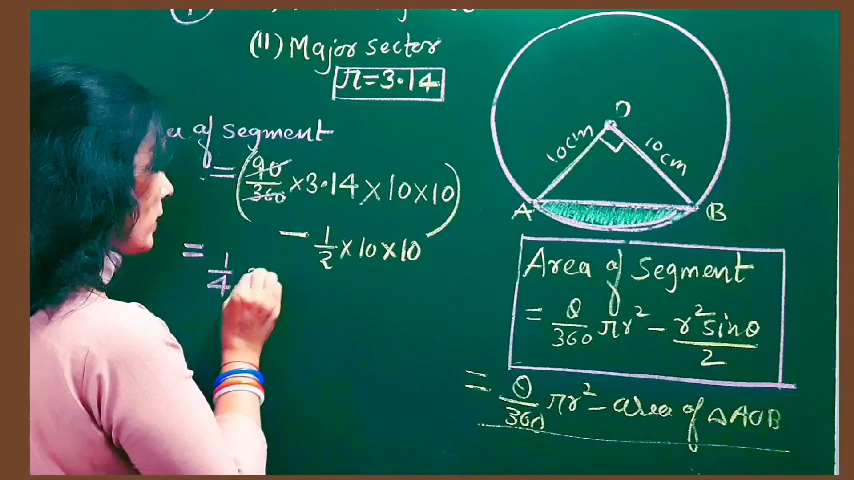 (II) Major sector
π=3.14
of segment
= (90/360 ×3.14 ×10×10)
- 1/2 ×10×10
= 1/4
O
10cm
10cm
A
B
Area of Segment
= θ/360 πr² - r² sinθ/2
= θ/360 πr² - area of ΔAOB